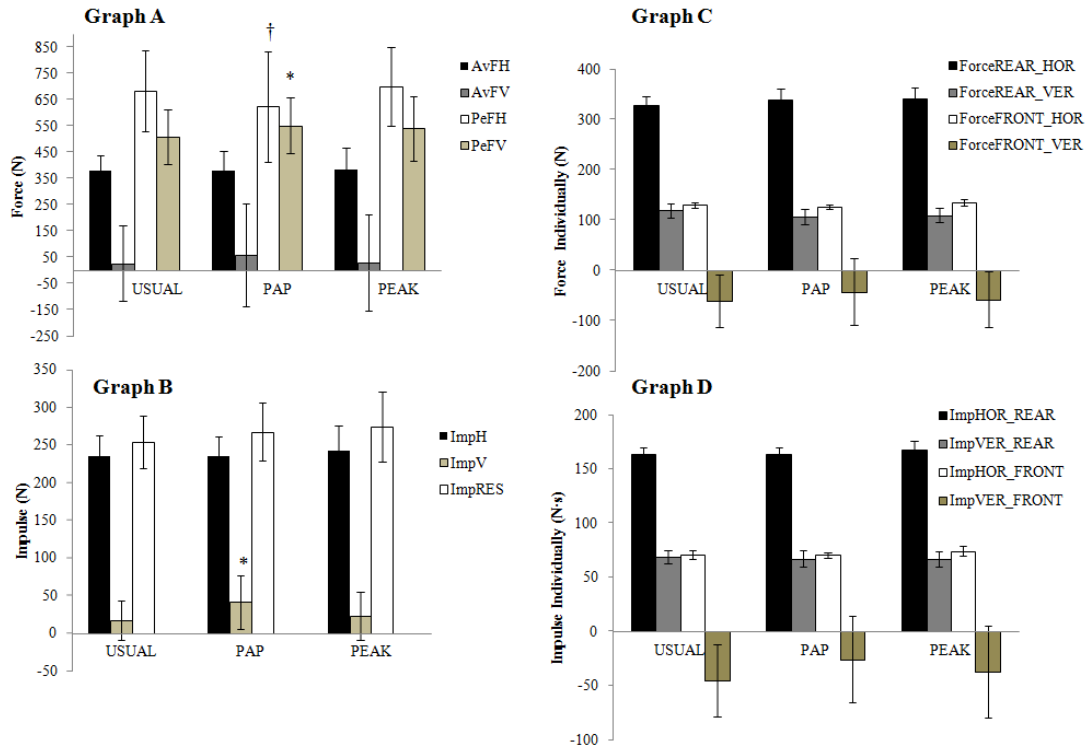 Graph A
†
*
850
750
650
550
450
350
250
150
50
-50
-150
-250
Force (N)
USUAL
PAP
PEAK
AvFH
AvFV
PeFH
PeFV
Graph B
*
350
300
250
200
150
100
50
0
-50
Impulse (N)
USUAL
PAP
PEAK
ImpH
ImpV
ImpRES
Graph C
400
300
200
100
0
-100
-200
Force Individually (N)
USUAL
PAP
PEAK
ForceREAR_HOR
ForceREAR_VER
ForceFRONT_HOR
ForceFRONT_VER
Graph D
200
150
100
50
0
-50
-100
Impulse Individually (N·s)
USUAL
PAP
PEAK
ImpHOR_REAR
ImpVER_REAR
ImpHOR_FRONT
ImpVER_FRONT